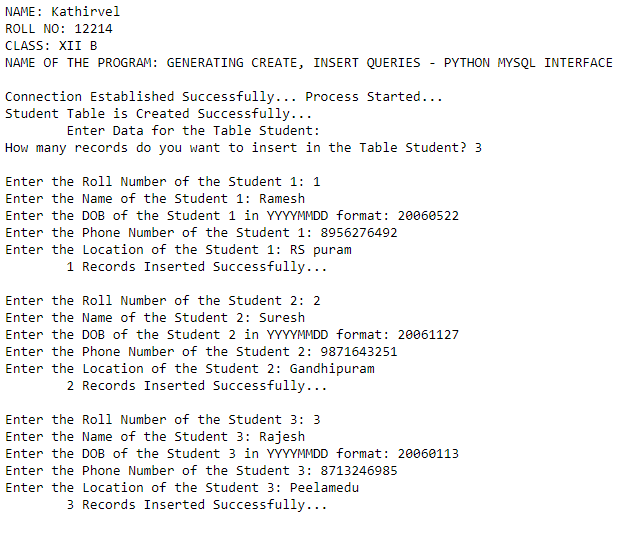 NAME: Kathirvel
ROLL NO: 12214
CLASS: XII B
NAME OF THE PROGRAM: GENERATING CREATE, INSERT QUERIES - PYTHON MYSQL INTERFACE
Connection Established Successfully... Process Started...
Student Table is Created Successfully...
Enter Data for the Table Student:
How many records do you want to insert in the Table Student? 3
Enter the Roll Number of the Student 1: 1
Enter the Name of the Student 1: Ramesh
Enter the DOB of the Student 1 in YYYYMMDD format: 20060522
Enter the Phone Number of the Student 1: 8956276492
Enter the Location of the Student 1: RS puram
1 Records Inserted Successfully...
Enter the Roll Number of the Student 2: 2
Enter the Name of the Student 2: Suresh
Enter the DOB of the Student 2 in YYYYMMDD format: 20061127
Enter the Phone Number of the Student 2: 9871643251
Enter the Location of the Student 2: Gandhipuram
2 Records Inserted Successfully...
Enter the Roll Number of the Student 3: 3
Enter the Name of the Student 3: Rajesh
Enter the DOB of the Student 3 in YYYYMMDD format: 20060113
Enter the Phone Number of the Student 3: 8713246985
Enter the Location of the Student 3: Peelamedu
3 Records Inserted Successfully...